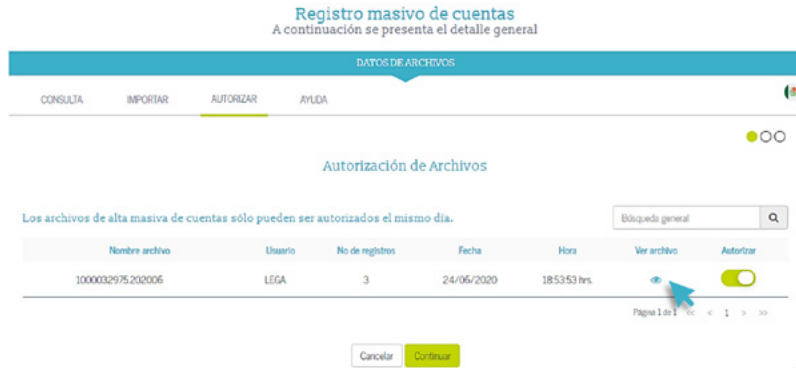 Registro masivo de cuentas
A continuación se presenta el detalle general
DATOS DE ARCHIVOS
CONSULTA IMPORTAR AUTORIZAR AYUDA
Autorización de Archivos
Los archivos de alta masiva de cuentas sólo pueden ser autorizados el mismo día. Búsqueda general
Nombre archivo Usuario No de registros Fecha Hora Ver archivo Autorizar
1000032975.202006 LEGA 3 24/06/2020 18:53:53 hrs.
Página 1 de 1 << < 1 > >>
Cancelar Continuar